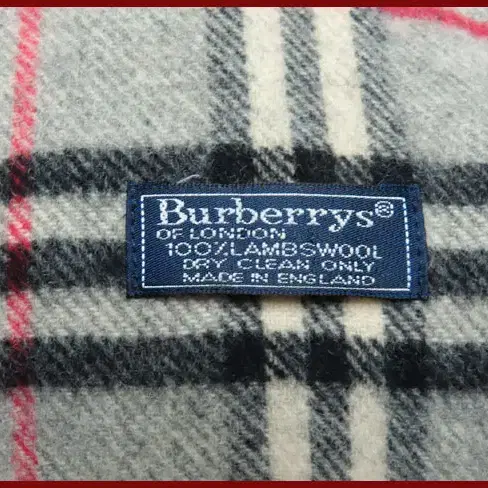 Burberrys®
OF LONDON
100%LAMBSWOOL
DRY CLEAN ONLY
MADE IN ENGLAND